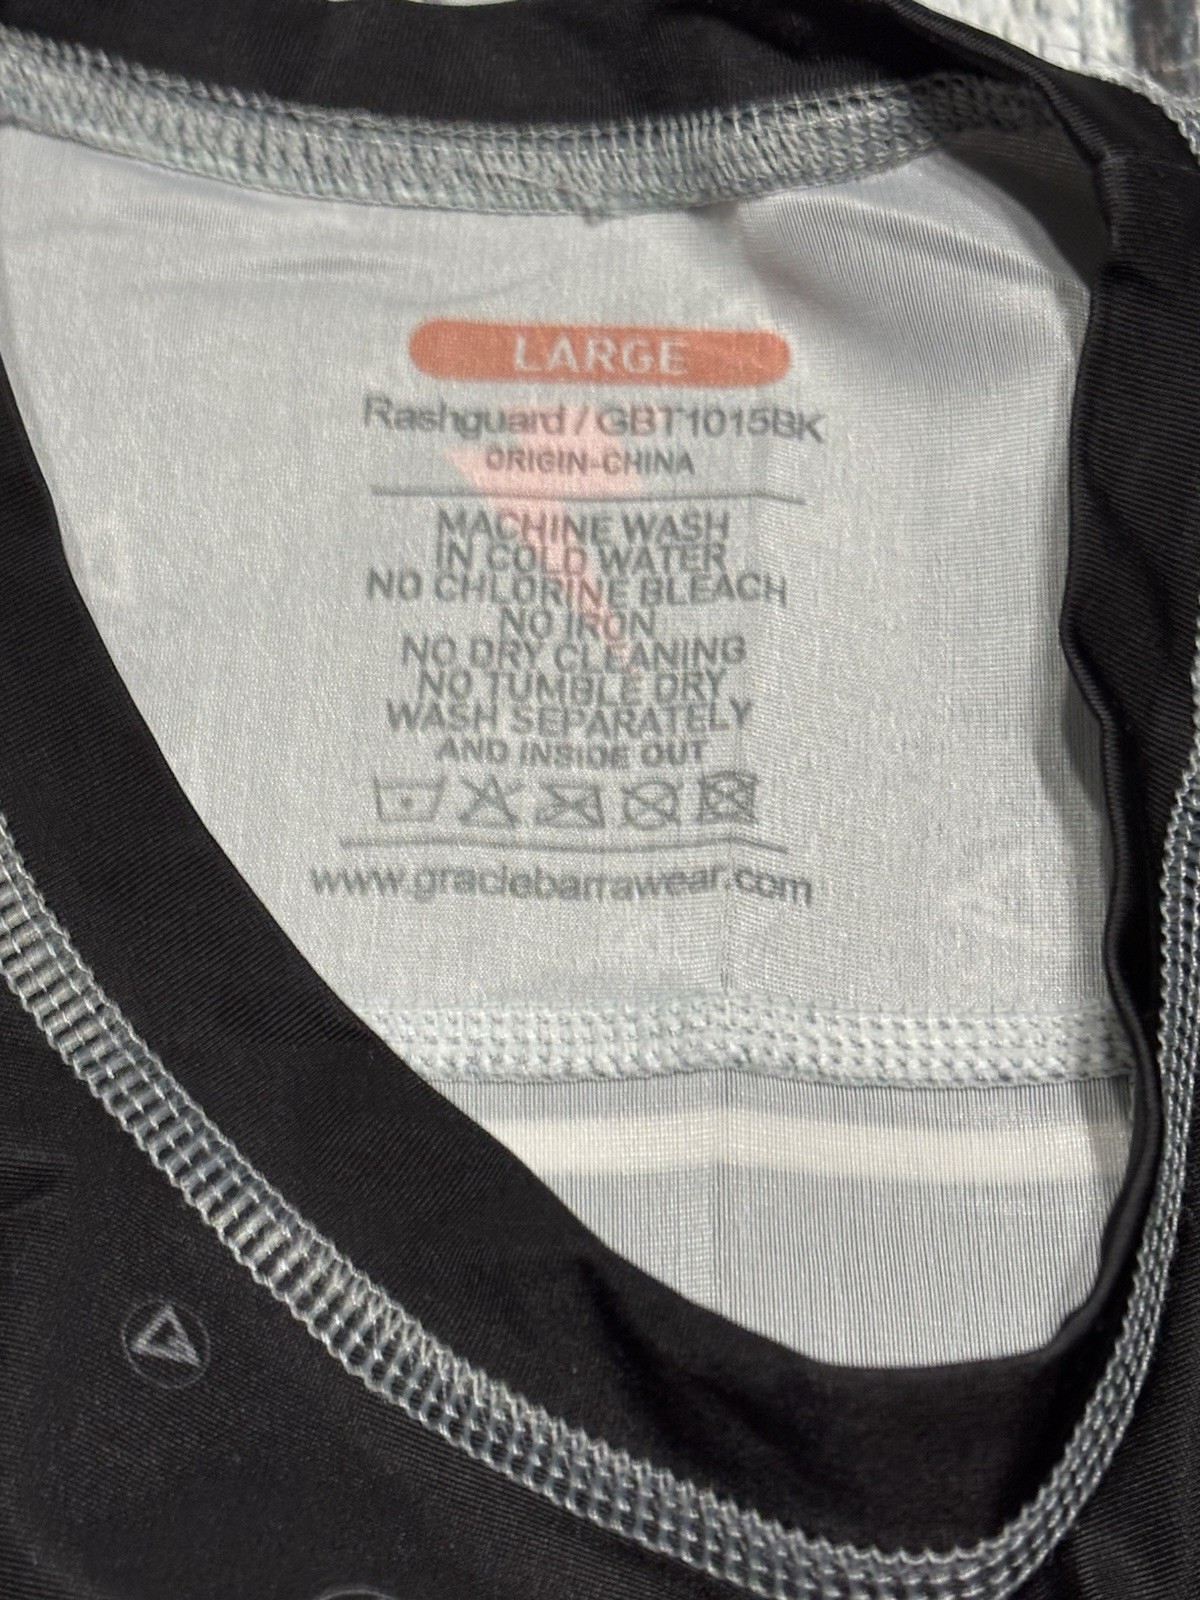 LARGE
Rashguard / GBT1015BK
ORIGIN-CHINA
MACHINE WASH
IN COLD WATER
NO CHLORINE BLEACH
NO IRON
NO DRY CLEANING
NO TUMBLE DRY
WASH SEPARATELY
AND INSIDE OUT
www.graciebarrawear.com